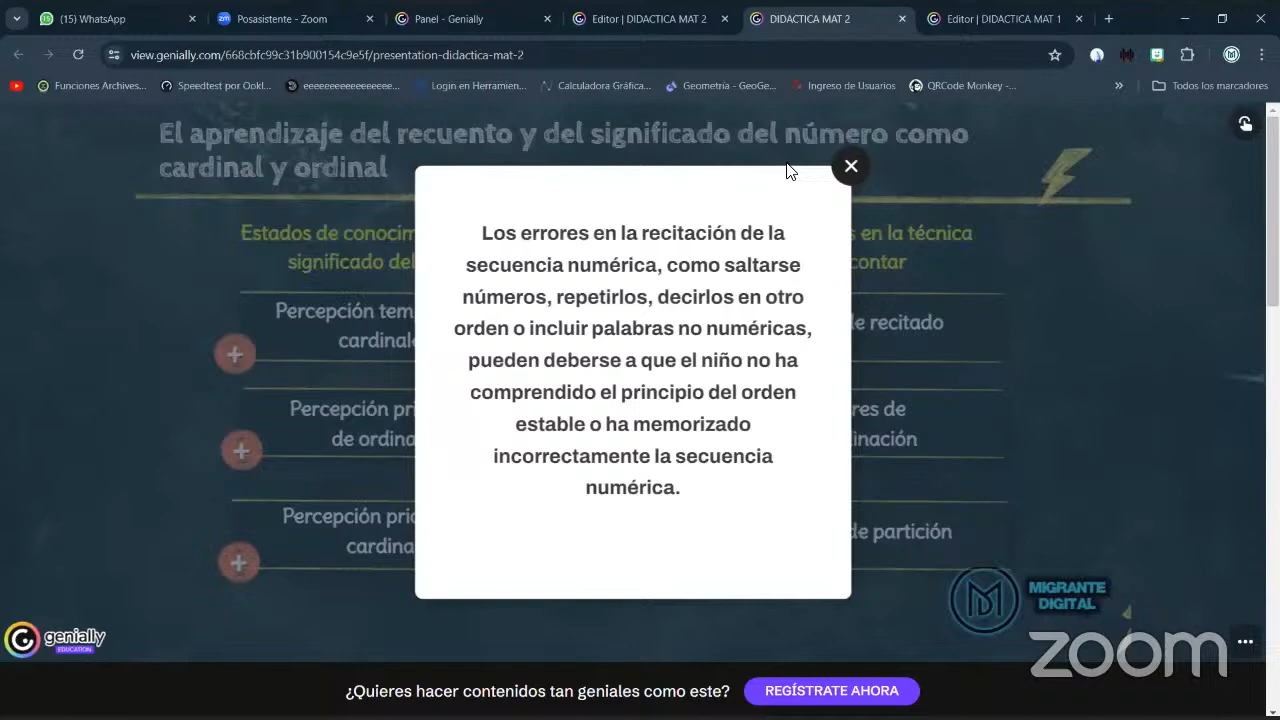 (15) WhatsApp
Posasistente - Zoom
Panel - Genially
Editor | DIDACTICA MAT 2
DIDACTICA MAT 2
Editor | DIDACTICA MAT 1
view.genially.com/668cbfc99c31b900154c9e5f/presentation-didactica-mat-2
Funciones Archives...
Speedtest por Ookl...
eeeeeeeeeeeeeeee...
Login en Herramien...
Calculadora Gráfica...
Geometría - GeoGe...
Ingreso de Usuarios
QRCode Monkey -...
Todos los marcadores
El aprendizaje del recuento y del significado del número como
cardinal y ordinal
Estados de conocim
significado del
s en la técnica
contar
Percepción tem
cardinal
de recitado
Percepción pri
de ordina
res de
inación
Percepción prio
cardina
de partición
Los errores en la recitación de la
secuencia numérica, como saltarse
números, repetirlos, decirlos en otro
orden o incluir palabras no numéricas,
pueden deberse a que el niño no ha
comprendido el principio del orden
estable o ha memorizado
incorrectamente la secuencia
numérica.
MIGRANTE
DIGITAL
genially
EDUCATION
zoom
¿Quieres hacer contenidos tan geniales como este?
REGÍSTRATE AHORA